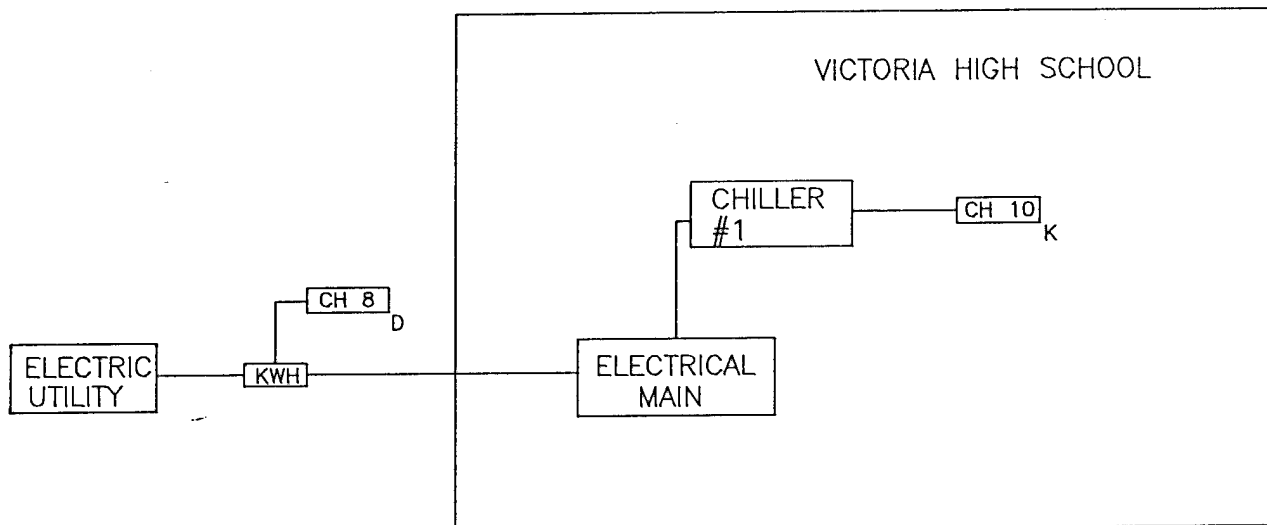 VICTORIA HIGH SCHOOL
CHILLER
#1
CH 10
K
CH 8
D
ELECTRIC
UTILITY
KWH
ELECTRICAL
MAIN